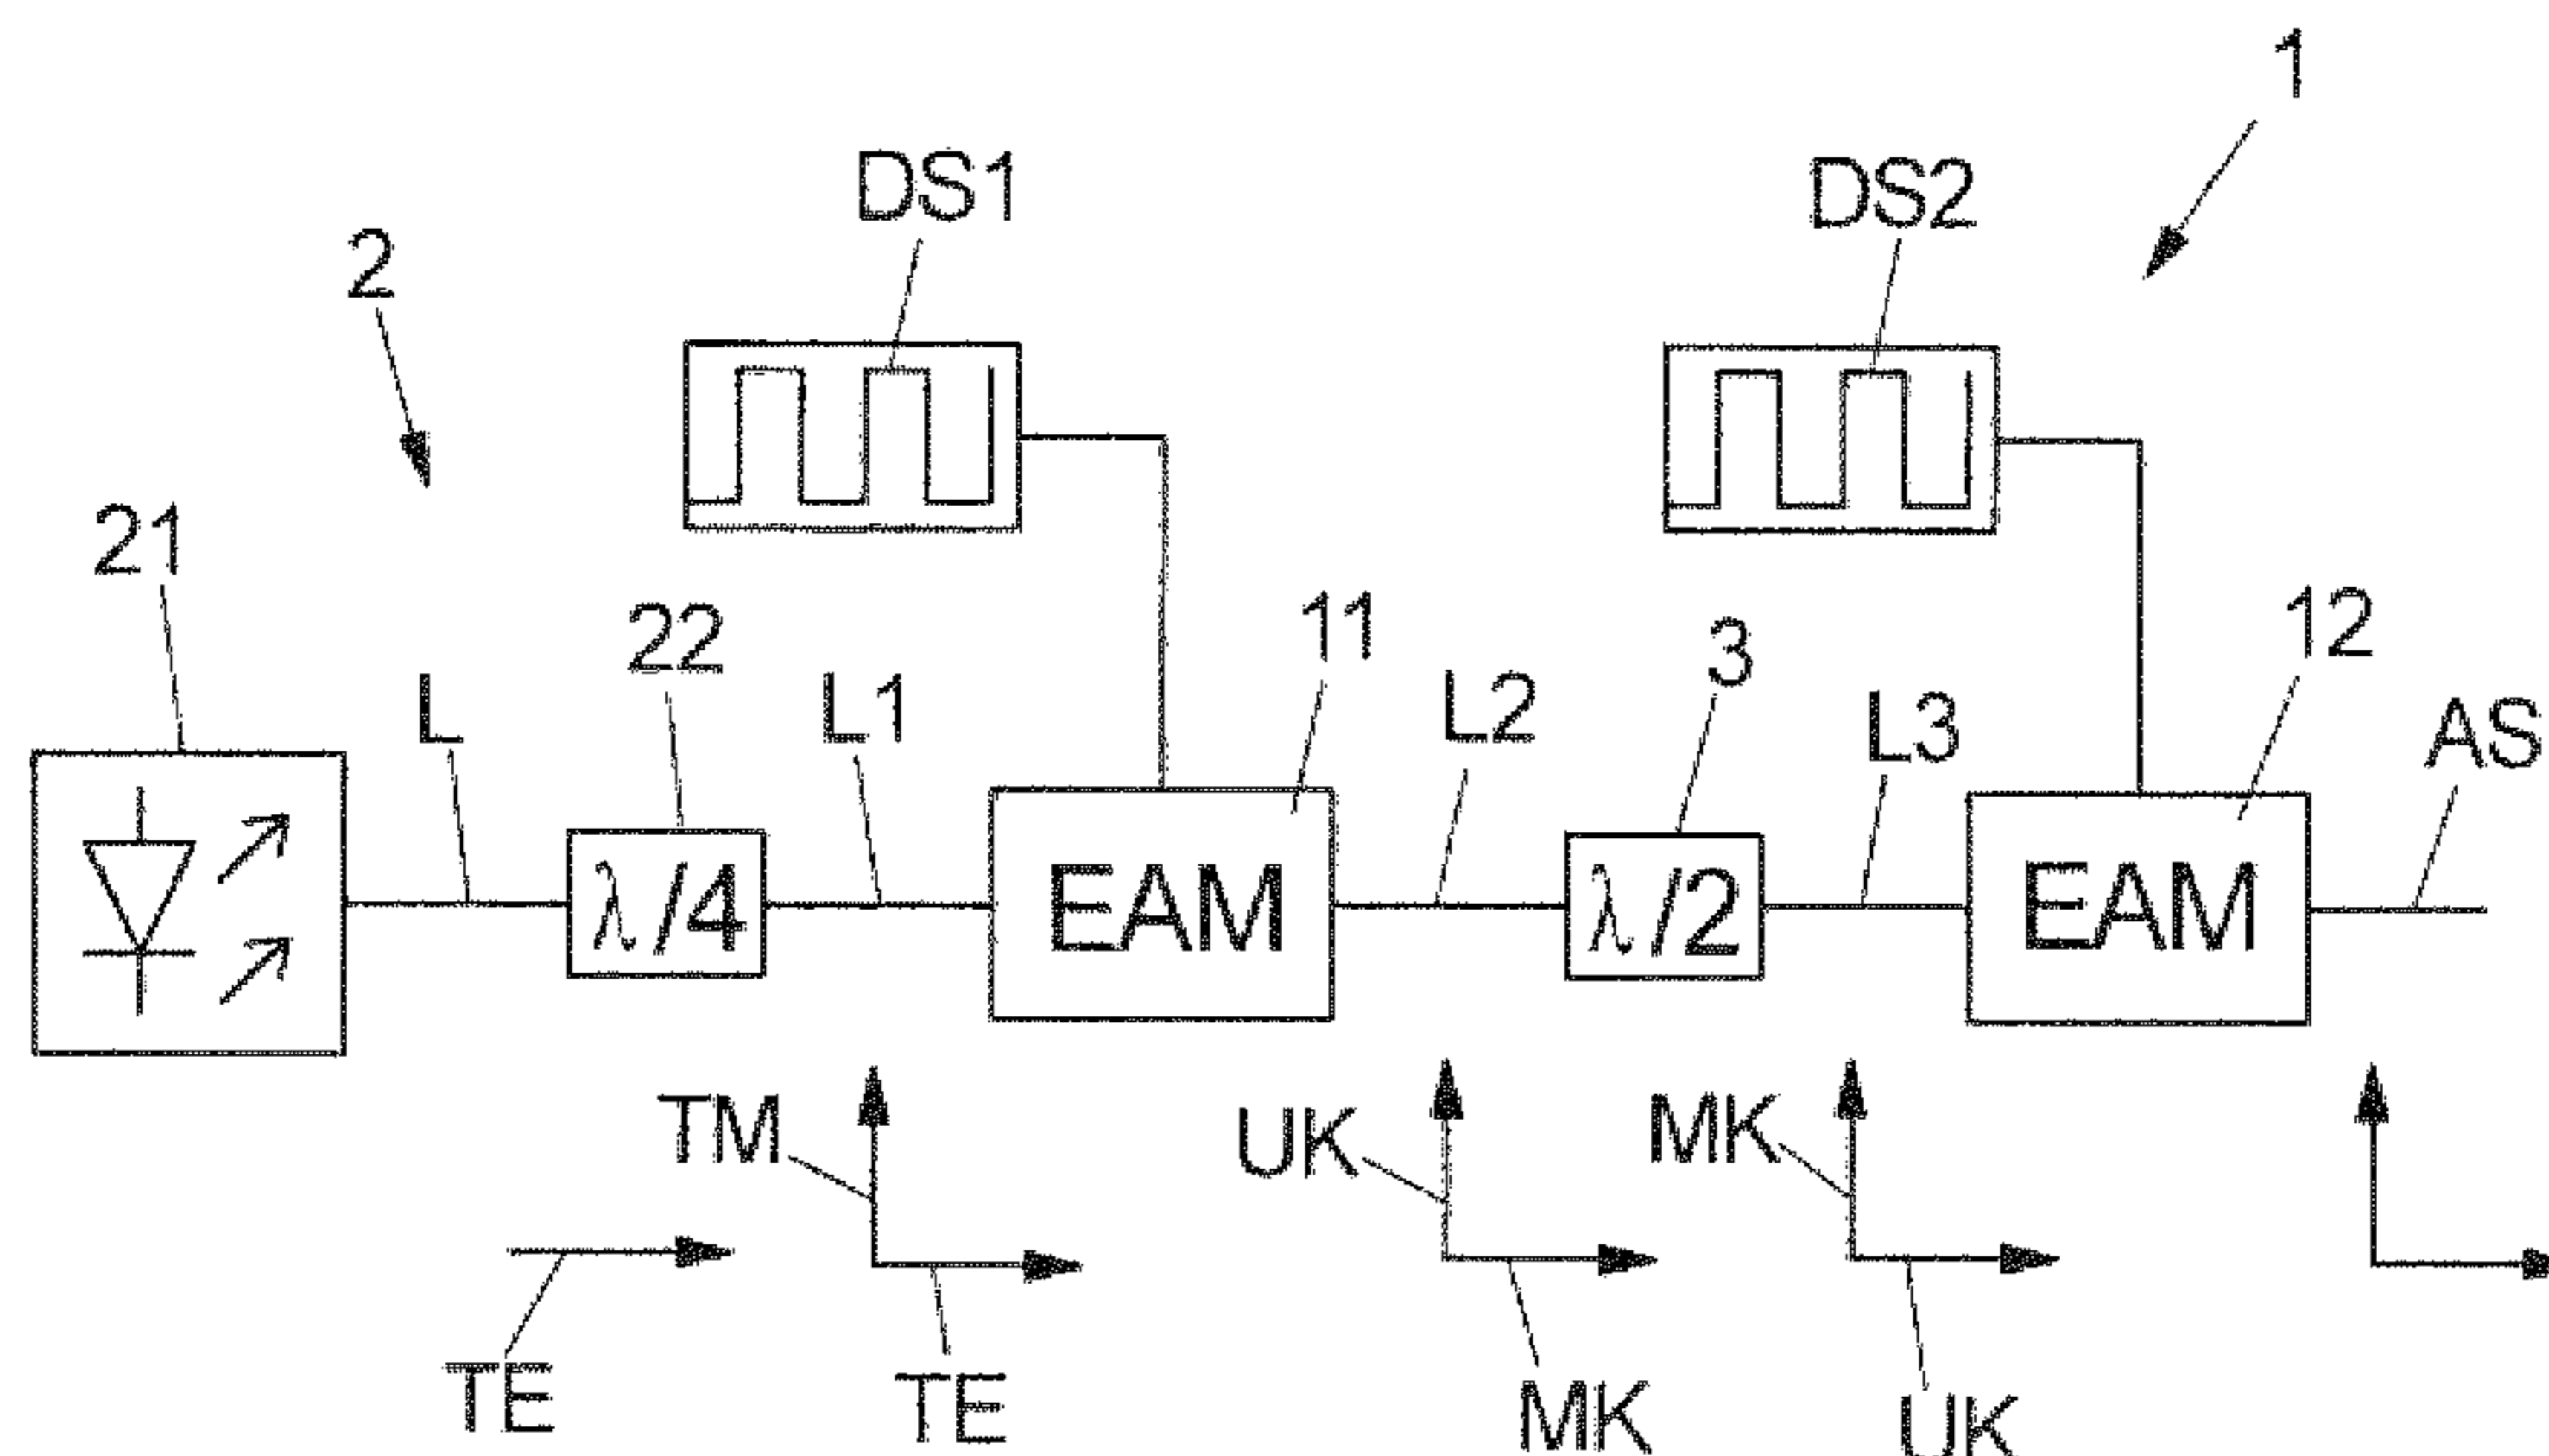 1
DS1
DS2
2
21
22
11
3
12
L
L1
L2
L3
AS
λ/4
EAM
λ/2
EAM
TM
UK
MK
TE
TE
MK
UK